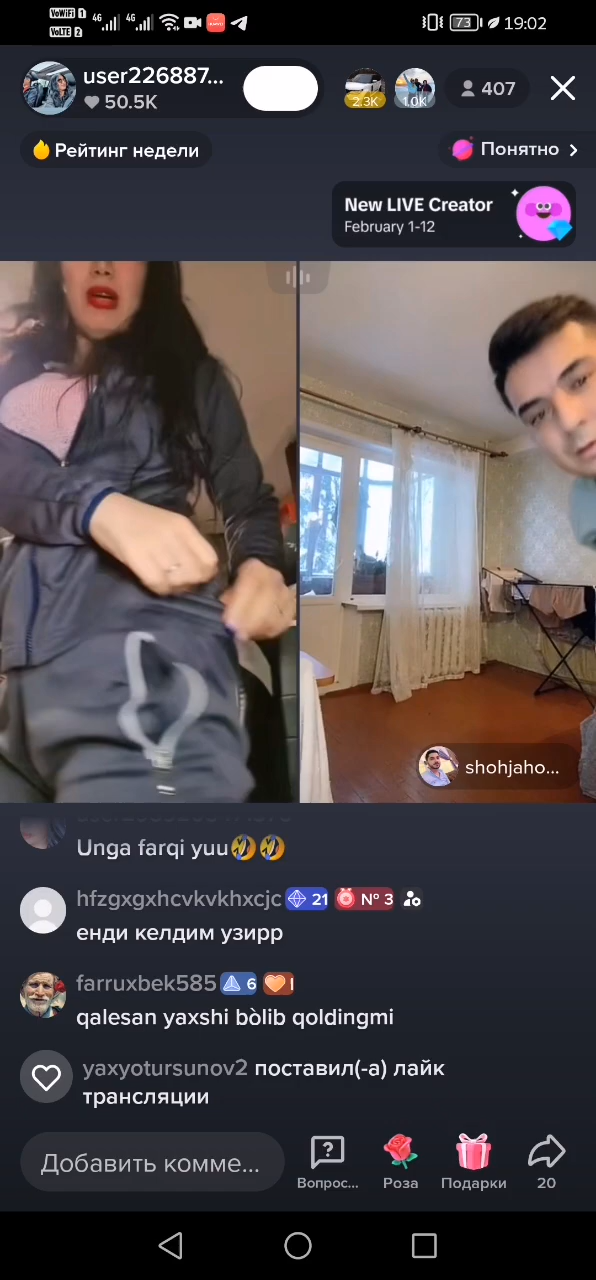 VoWiFi 1
VoLTE 2
4G
4G
73
19:02
user226887...
50.5K
2.3K
1.0K
407
Рейтинг недели
Понятно
New LIVE Creator
February 1-12
shohjaho...
Unga farqi yuu🤣🤣
hfzgxgxhcvkvkhxcjc 21 № 3
енди келдим узирр
farruxbek585 6 I
qalesan yaxshi bòlib qoldingmi
yaxyotursunov2 поставил(-а) лайк
трансляции
Добавить комме...
Вопрос...
Роза
Подарки
20